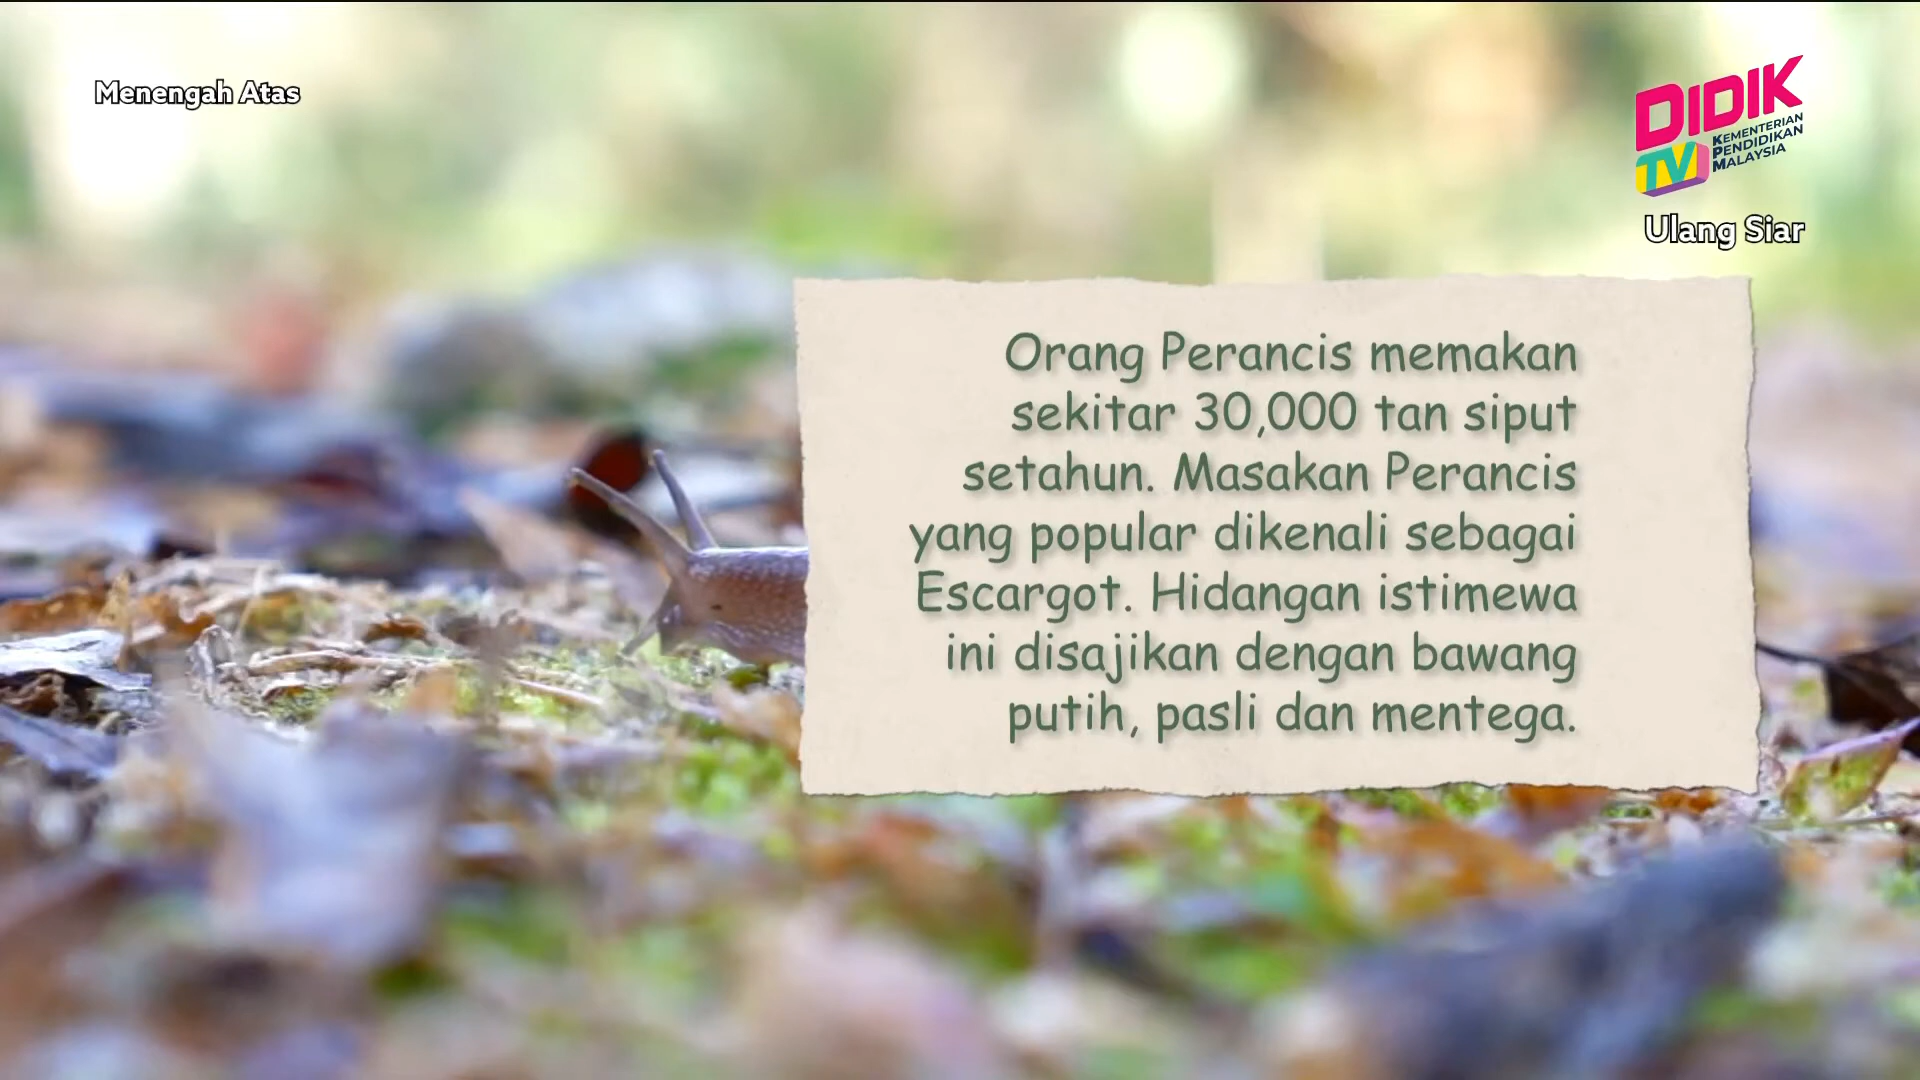 Menengah Atas
DIDIK
TV
KEMENTERIAN
PENDIDIKAN
MALAYSIA
Ulang Siar
Orang Perancis memakan
sekitar 30,000 tan siput
setahun. Masakan Perancis
yang popular dikenali sebagai
Escargot. Hidangan istimewa
ini disajikan dengan bawang
putih, pasli dan mentega.